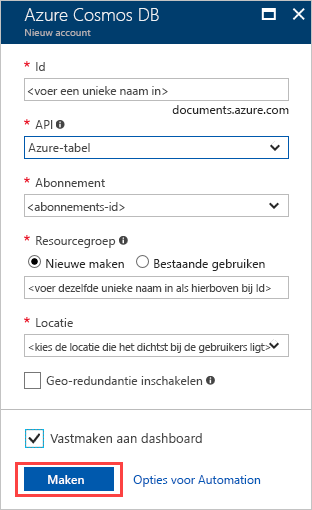 Azure Cosmos DB
Nieuw account
* Id
<voer een unieke naam in>
documents.azure.com
* API
Azure-tabel
* Abonnement
<abonnements-id>
* Resourcegroep
Nieuwe maken Bestaande gebruiken
<voer dezelfde unieke naam in als hierboven bij Id>
* Locatie
<kies de locatie die het dichtst bij de gebruikers ligt>
Geo-redundantie inschakelen
Vastmaken aan dashboard
Maken Opties voor Automation